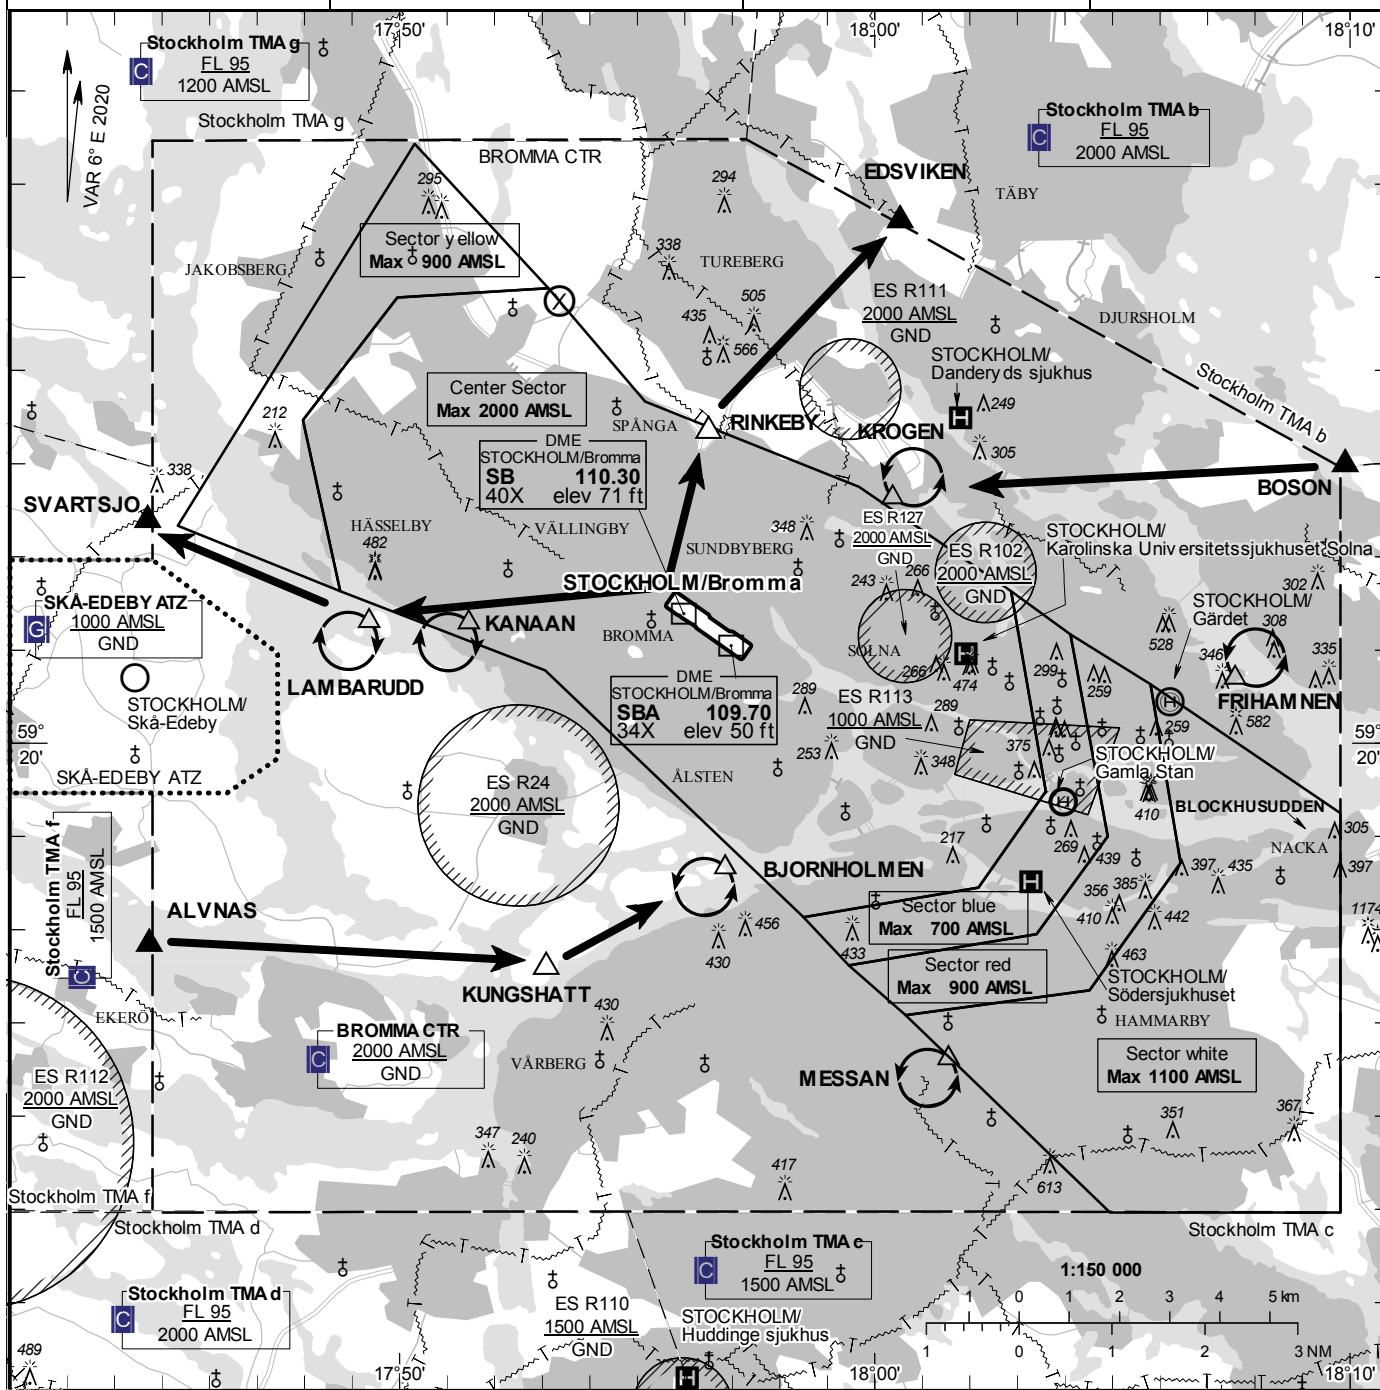 17°50'
18°00'
18°10'
Stockholm TMA g
C
FL 95
1200 AMSL
VAR 6° E 2020
Stockholm TMA g
BROMMA CTR
Stockholm TMA b
C
FL 95
2000 AMSL
EDSVIKEN
TÄBY
295
294
Sector yellow
Max 900 AMSL
JAKOBSBERG
338
TUREBERG
505
435
566
ES R111
2000 AMSL
GND
DJURSHOLM
STOCKHOLM/
Danderyds sjukhus
H
249
Stockholm TMA b
Center Sector
Max 2000 AMSL
212
SPÅNGA
RINKEBY
KROGEN
305
DME
STOCKHOLM/Bromma
SB 110.30
40X elev 71 ft
338
SVARTSJO
BOSON
HÄSSELBY
482
VÄLLINGBY
SUNDBYBERG
348
ES R127
2000 AMSL
GND
STOCKHOLM/
Karolinska Universitetssjukhuset Solna
ES R102
2000 AMSL
GND
STOCKHOLM/Bromma
243
266
302
SKÅ-EDEBY ATZ
G
1000 AMSL
GND
STOCKHOLM/
Gärdet
308
KANAAN
BROMMA
SOLNA
H
528
346
335
266
474
299
259
LAMBARUDD
DME
STOCKHOLM/Bromma
SBA 109.70
34X elev 50 ft
289
ES R113
1000 AMSL
GND
289
H
FRIHAMNEN
STOCKHOLM/
Skå-Edeby
259
582
59°
20'
59°
20'
253
348
375
STOCKHOLM/
Gamla Stan
H
SKÅ-EDEBY ATZ
ÅLSTEN
ES R24
2000 AMSL
GND
410
BLOCKHUSUDDEN
305
NACKA
217
269
439
397
435
397
Stockholm TMA f
FL 95
1500 AMSL
C
BJORNHOLMEN
H
356
385
410
442
1174
ALVNAS
Sector blue
Max 700 AMSL
456
430
433
463
Sector red
Max 900 AMSL
STOCKHOLM/
Södersjukhuset
KUNGSHATT
430
EKERÖ
HAMMARBY
BROMMA CTR
C
2000 AMSL
GND
VÅRBERG
MESSAN
Sector white
Max 1100 AMSL
ES R112
2000 AMSL
GND
351
367
347
240
417
613
Stockholm TMA f
Stockholm TMA d
Stockholm TMA c
Stockholm TMA c
C
FL 95
1500 AMSL
1:150 000
1 0 1 2 3 4 5 km
1 0 1 2 3 NM
Stockholm TMA d
C
FL 95
2000 AMSL
ES R110
1500 AMSL
GND
STOCKHOLM/
Huddinge sjukhus
H
489
17°50'
18°00'
18°10'